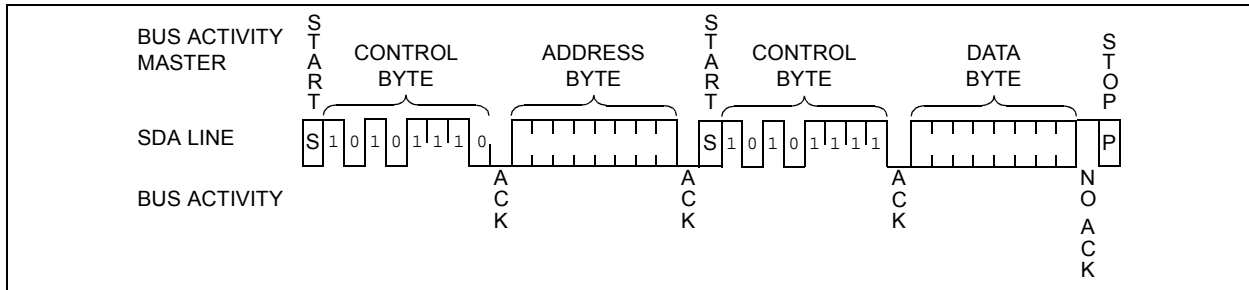 BUS ACTIVITY
MASTER
START
CONTROL
BYTE
ADDRESS
BYTE
START
CONTROL
BYTE
DATA
BYTE
STOP
SDA LINE
S 1 0 1 0 1 1 1 0
S 1 0 1 0 1 1 1 1
P
BUS ACTIVITY
ACK
ACK
ACK
NO ACK